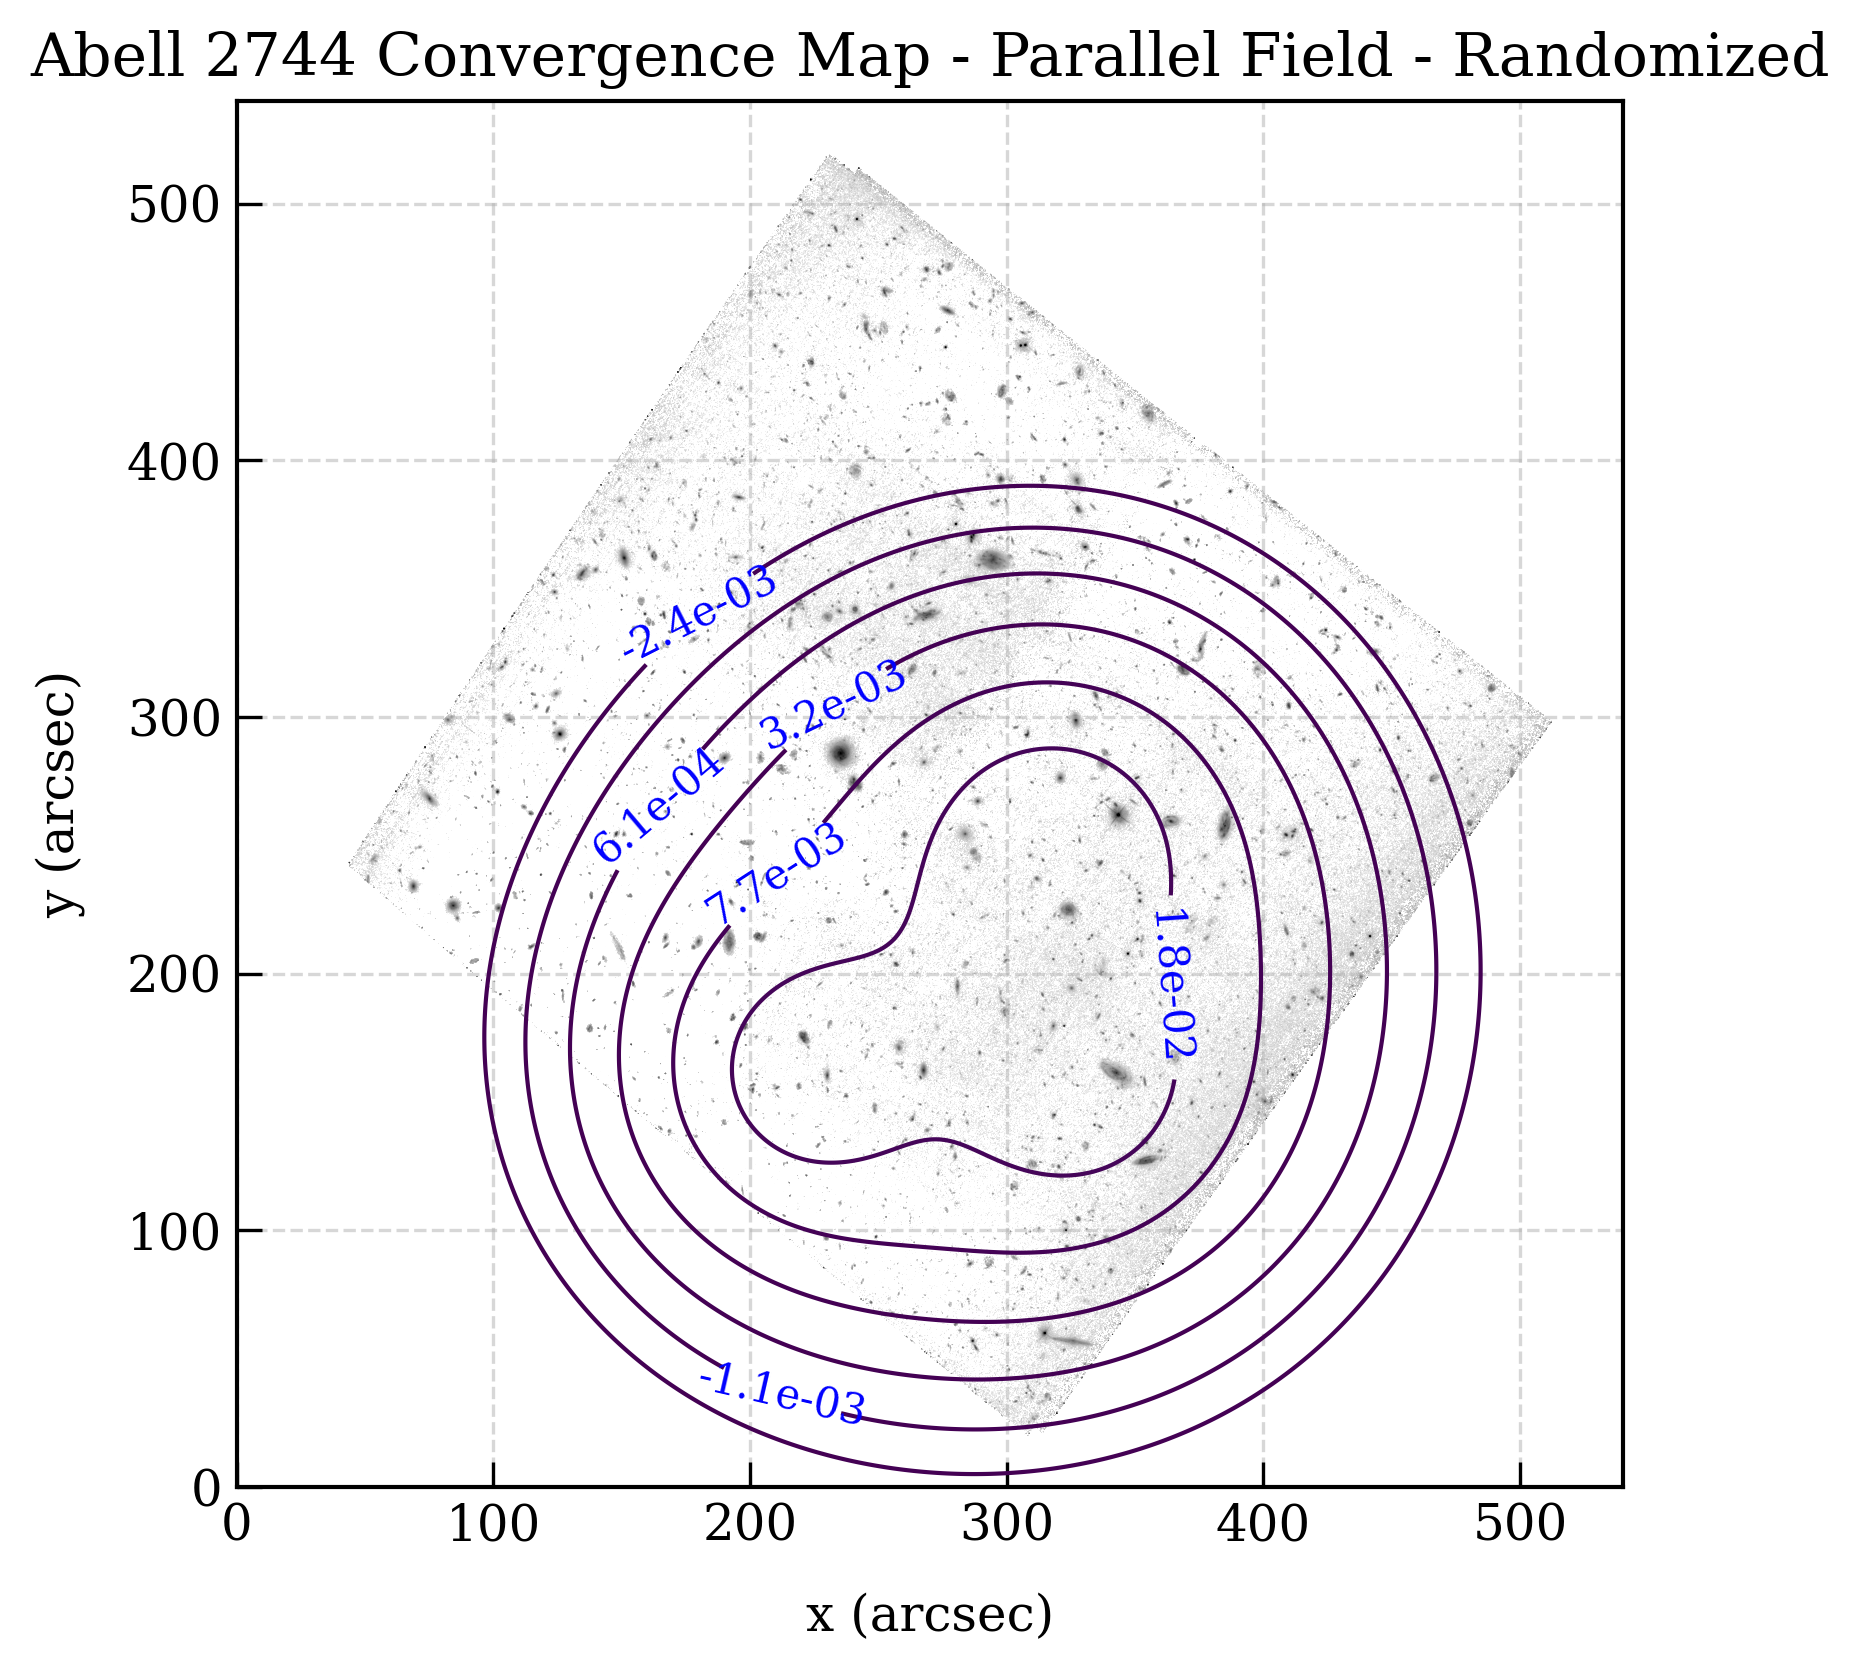 Abell 2744 Convergence Map - Parallel Field - Randomized
500
400
300
200
100
0
y (arcsec)
-2.4e-03
3.2e-03
6.1e-04
7.7e-03
1.8e-02
-1.1e-03
0 100 200 300 400 500
x (arcsec)